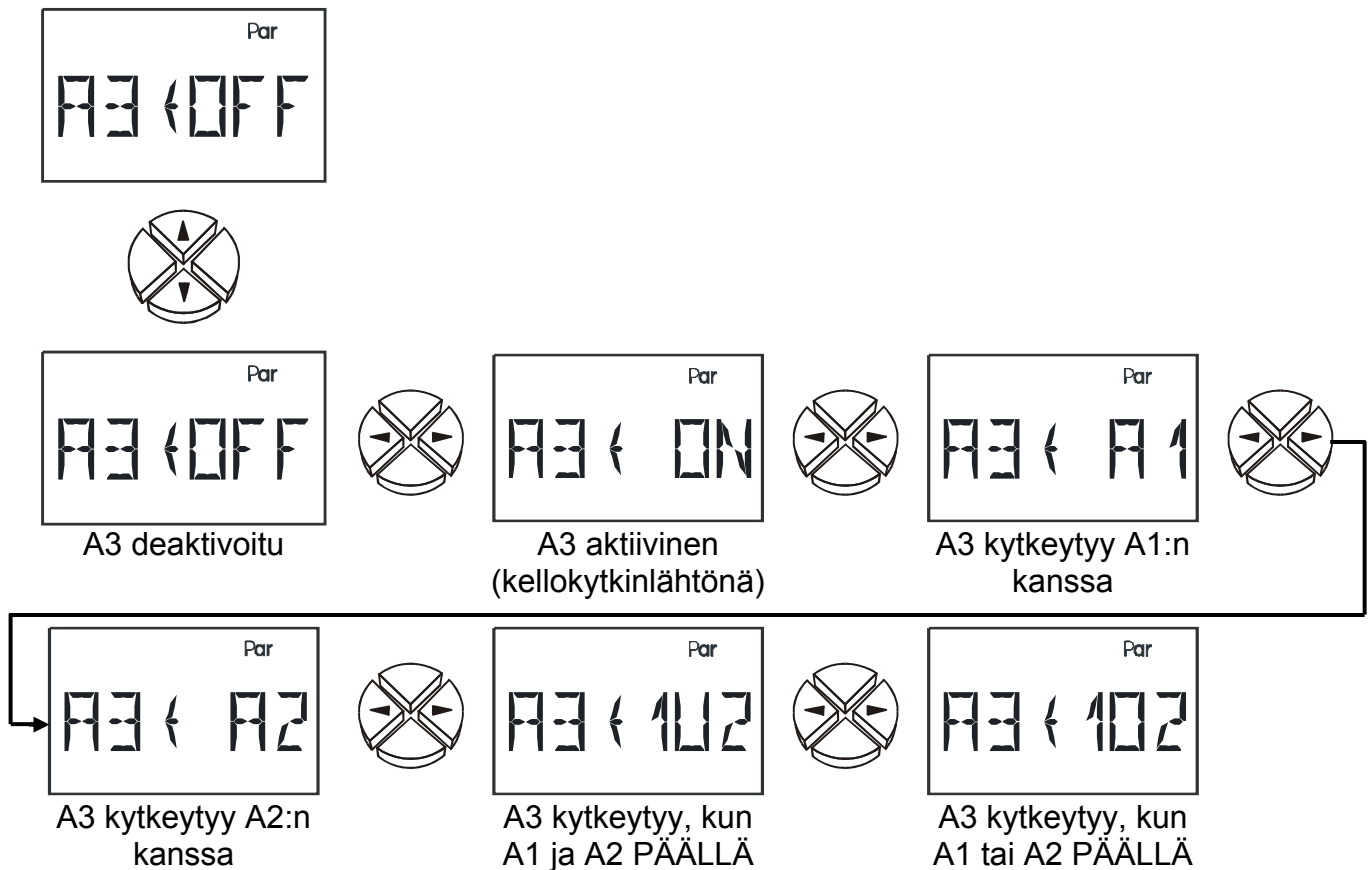 Par
A3 <OFF
Par
A3 <OFF
A3 deaktivoitu
Par
A3 < ON
A3 aktiivinen
(kellokytkinlähtönä)
Par
A3 < A1
A3 kytkeytyy A1:n
kanssa
Par
A3 < A2
A3 kytkeytyy A2:n
kanssa
Par
A3 < 1U2
A3 kytkeytyy, kun
A1 ja A2 PÄÄLLÄ
Par
A3 < 1O2
A3 kytkeytyy, kun
A1 tai A2 PÄÄLLÄ